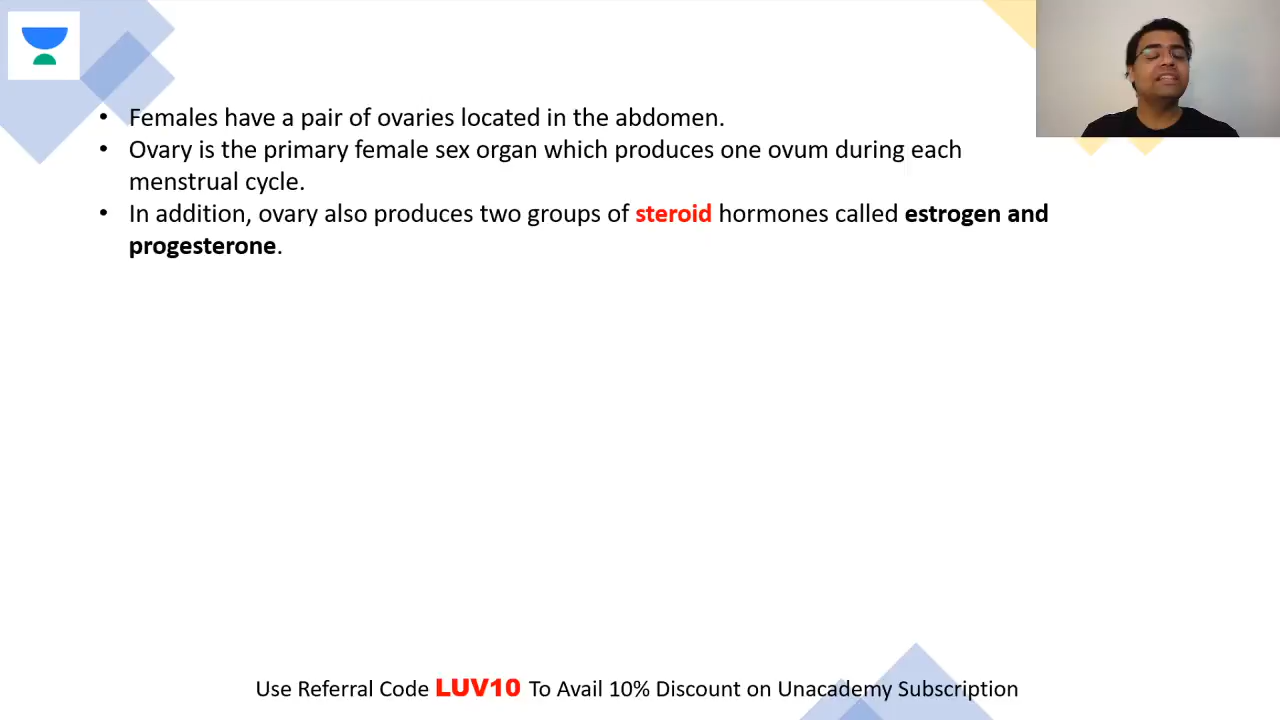 • Females have a pair of ovaries located in the abdomen.
• Ovary is the primary female sex organ which produces one ovum during each
menstrual cycle.
• In addition, ovary also produces two groups of steroid hormones called estrogen and
progesterone.
Use Referral Code LUV10 To Avail 10% Discount on Unacademy Subscription